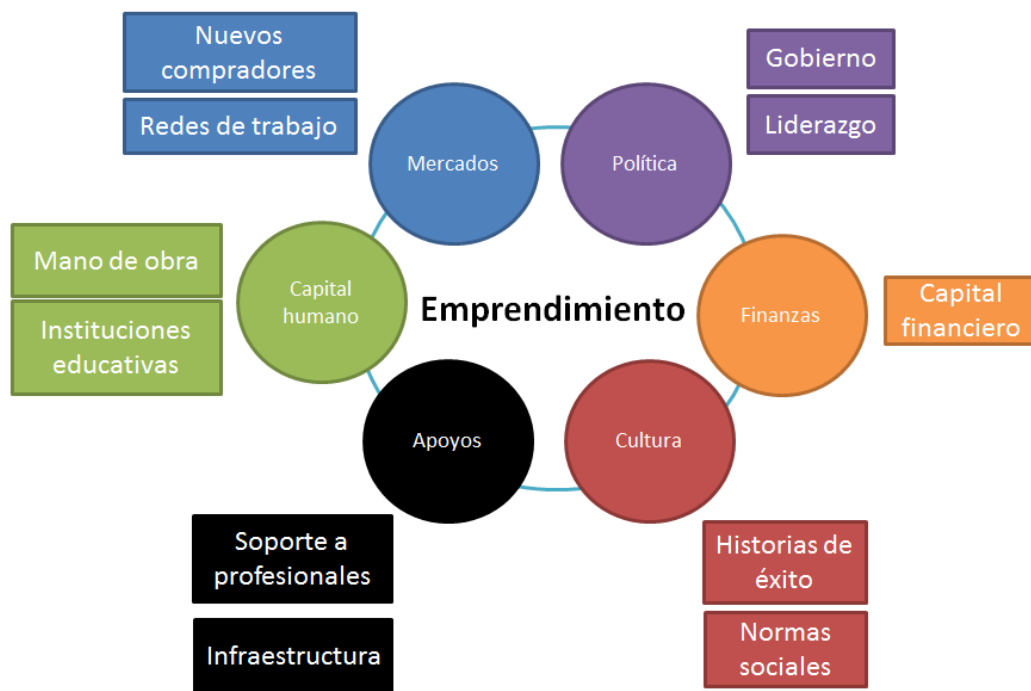 Nuevos
compradores
Redes de trabajo
Mercados
Política
Gobierno
Liderazgo
Mano de obra
Instituciones
educativas
Capital
humano
Emprendimiento
Finanzas
Capital
financiero
Apoyos
Cultura
Soporte a
profesionales
Infraestructura
Historias de
éxito
Normas
sociales